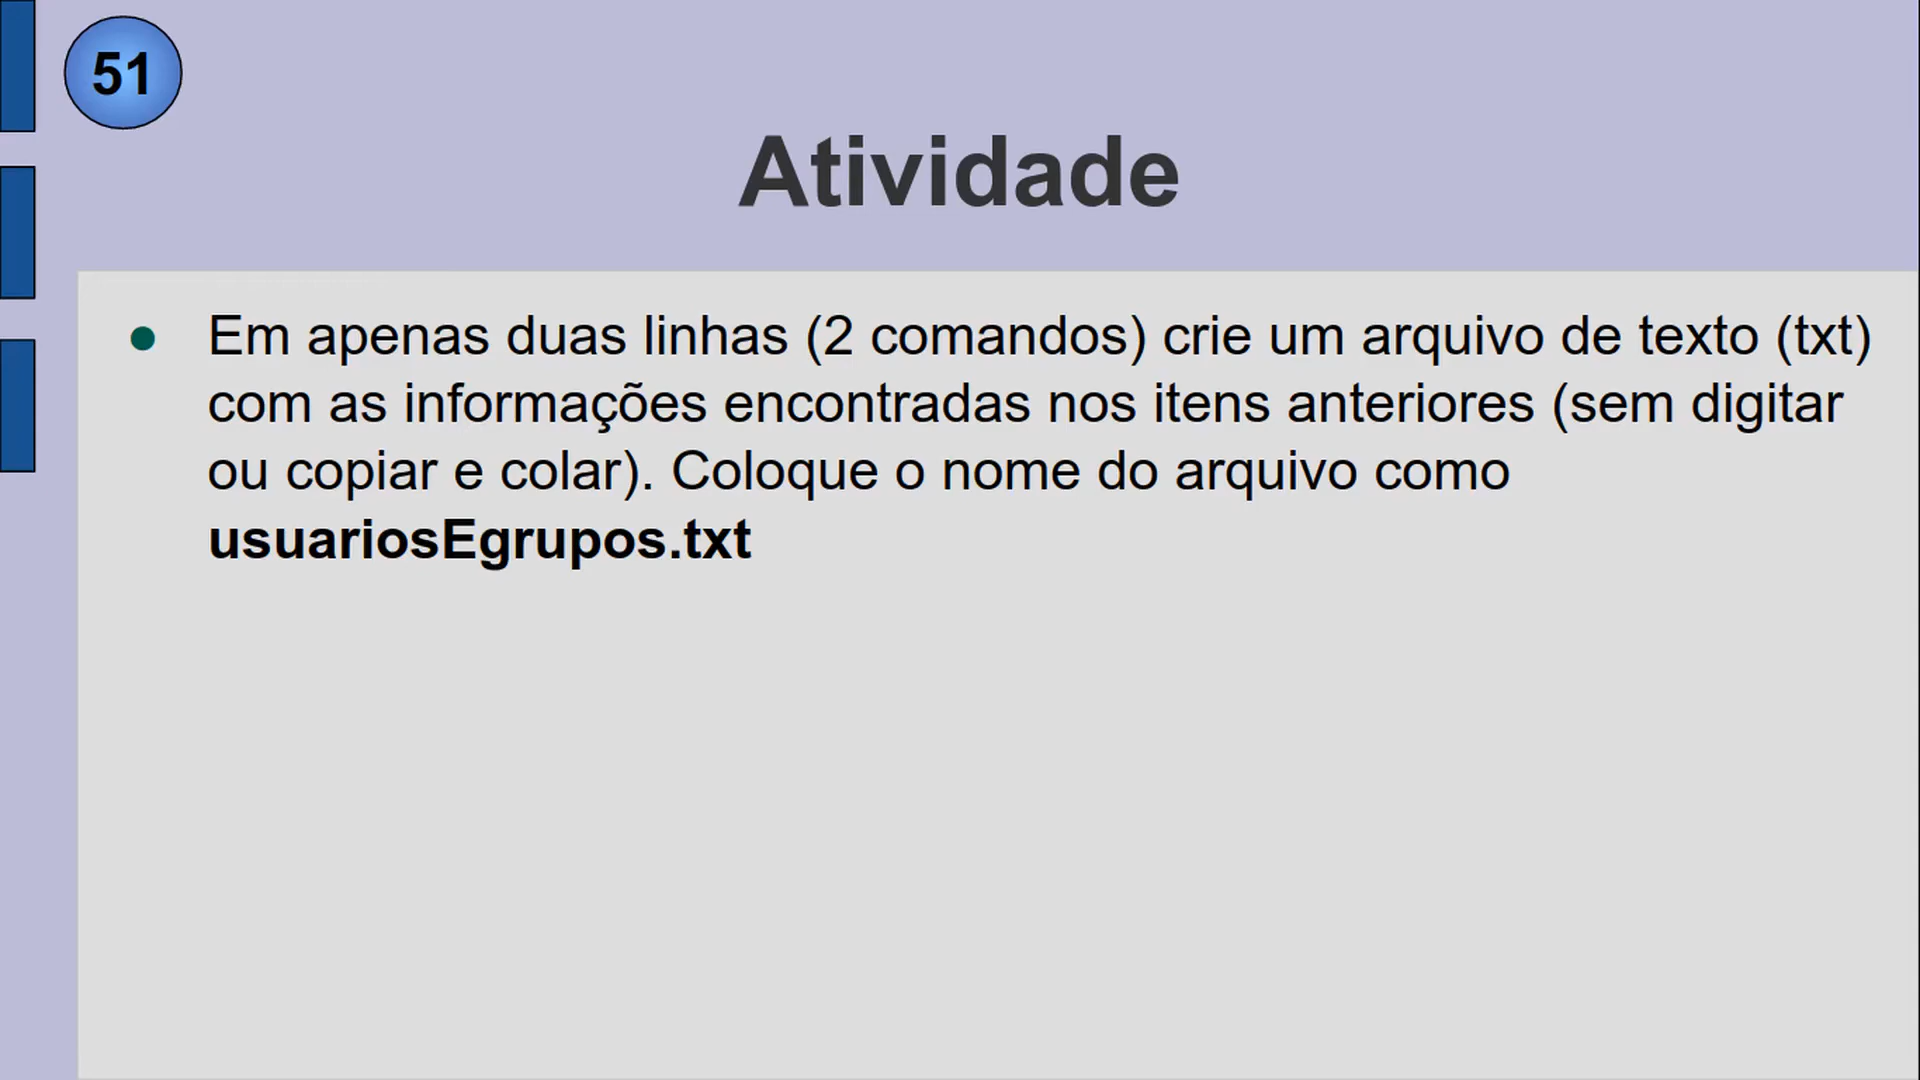 51
Atividade
● Em apenas duas linhas (2 comandos) crie um arquivo de texto (txt)
com as informações encontradas nos itens anteriores (sem digitar
ou copiar e colar). Coloque o nome do arquivo como
usuariosEgrupos.txt